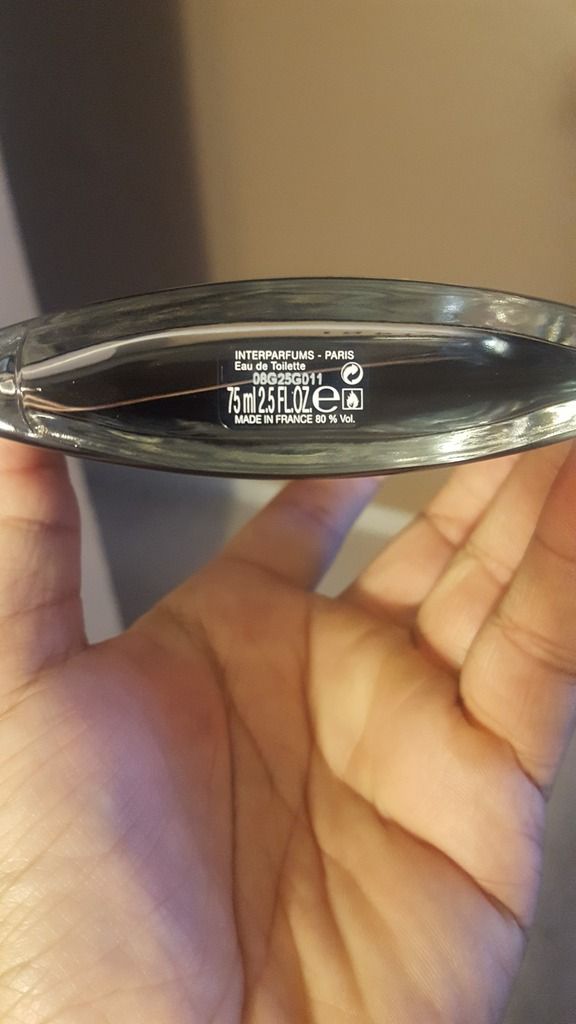 INTERPARFUMS - PARIS
Eau de Toilette
08G25G011
75 ml 2.5 FL.OZ e
MADE IN FRANCE 80 % Vol.